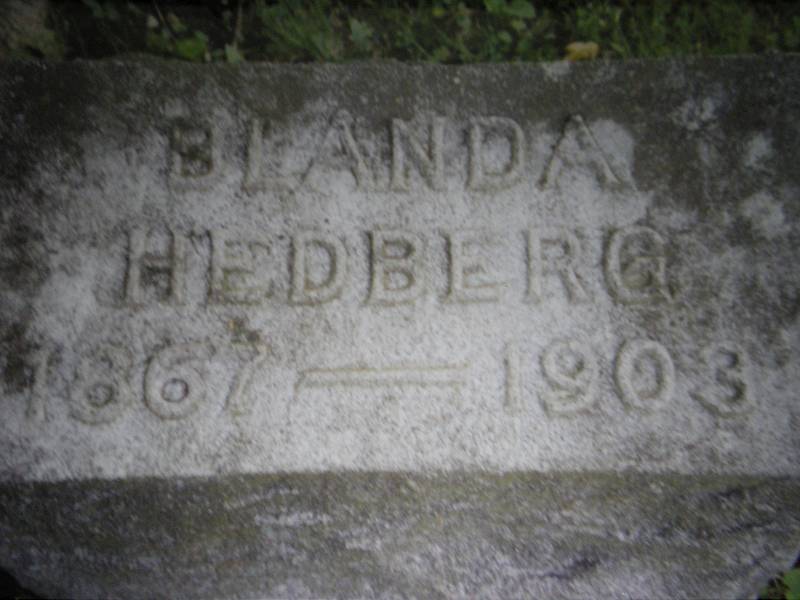 BLANDA
HEDBERG
1867 — 1903